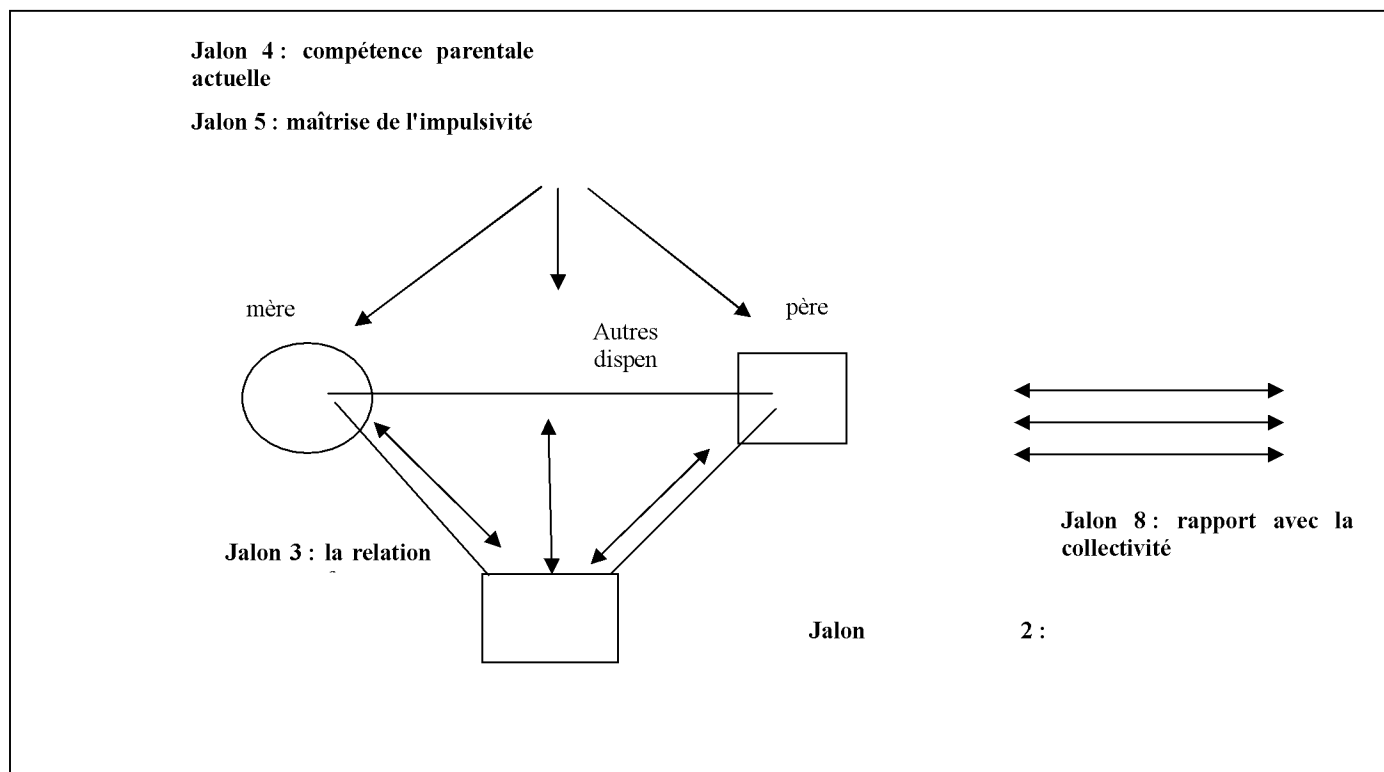 Jalon 4 : compétence parentale
actuelle
Jalon 5 : maîtrise de l'impulsivité
mère
père
Autres
dispen
Jalon 8 : rapport avec la
collectivité
Jalon 3 : la relation
Jalon 2 :